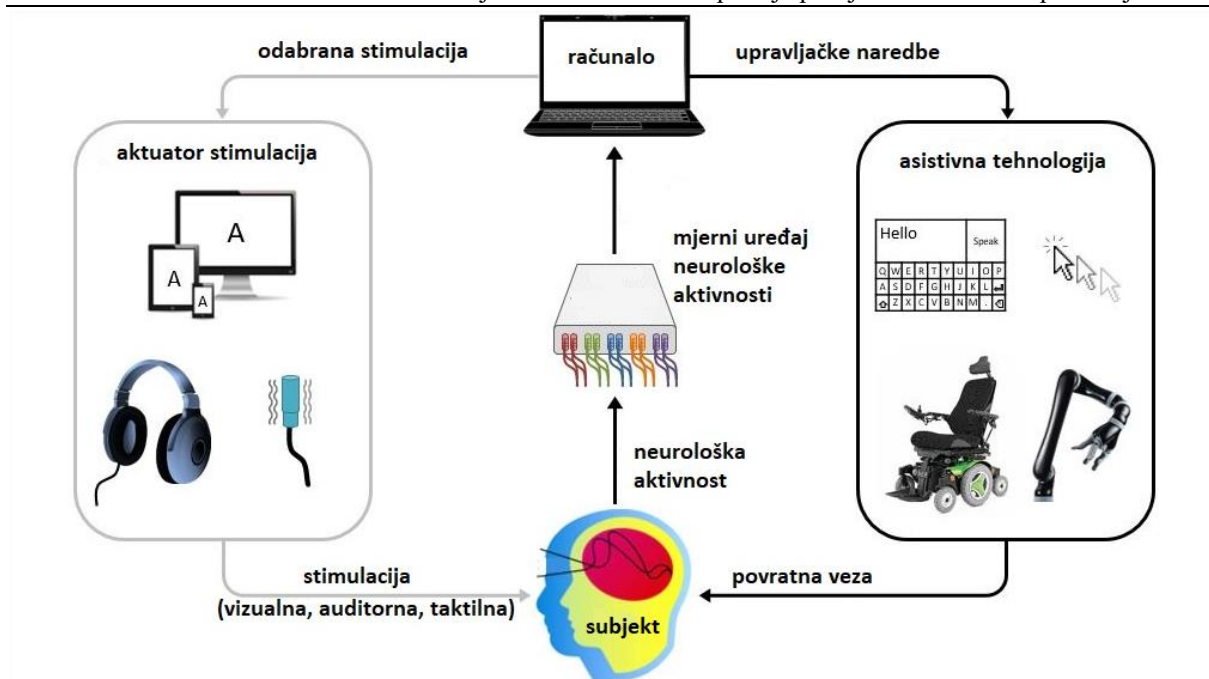 odabrana stimulacija
računalo
upravljačke naredbe
aktuator stimulacija
A
A
A
mjerni uređaj
neurološke
aktivnosti
asistivna tehnologija
Hello
Speak
Q W E R T Y U I O P
A S D F G H J K L
Z X C V B N M .
neurološka
aktivnost
stimulacija
(vizualna, auditorna, taktilna)
povratna veza
subjekt